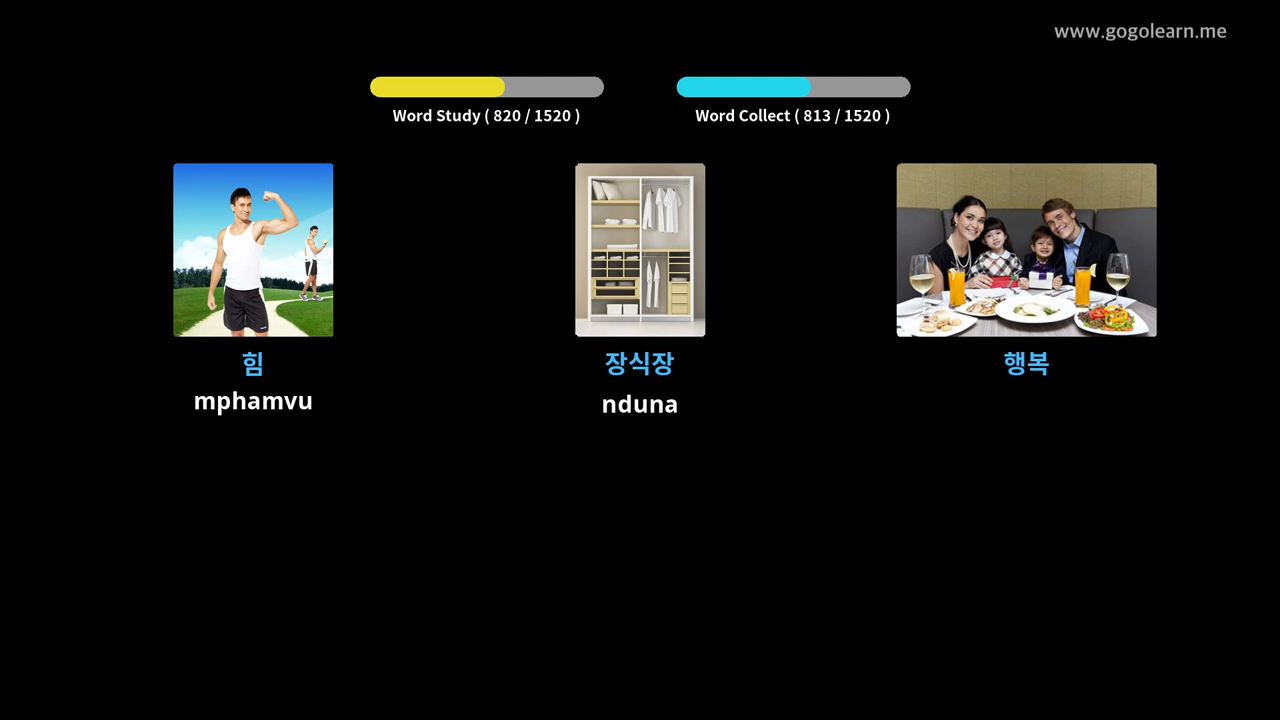 www.gogolearn.me
Word Study ( 820 / 1520 )
Word Collect ( 813 / 1520 )
힘
장식장
행복
mphamvu
nduna